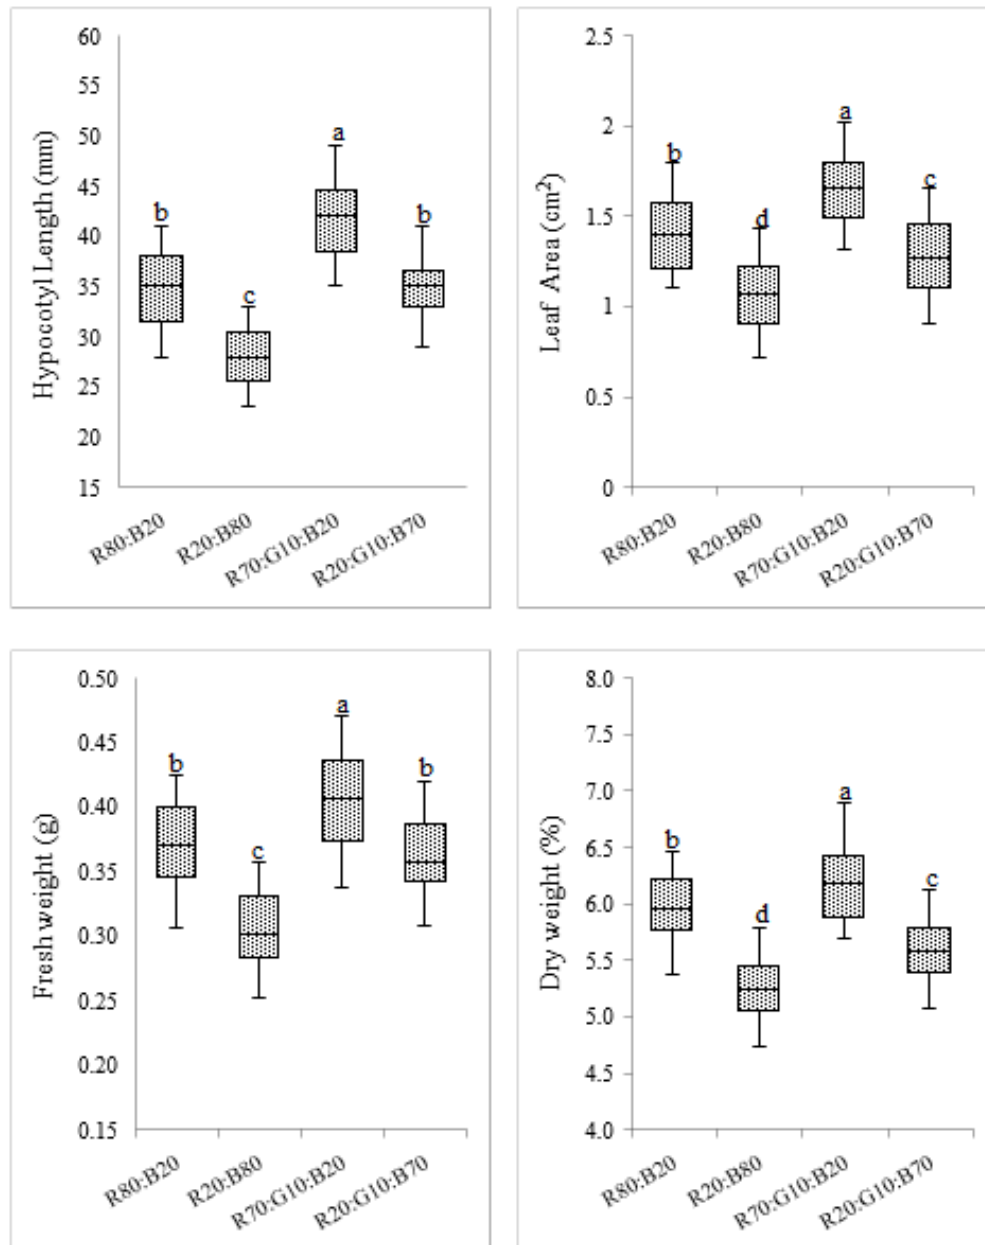 Hypocotyl Length (mm)
60
55
50
45
40
35
30
25
20
15
b
c
a
b
R80:B20
R20:B80
R70:G10:B20
R20:G10:B70
Leaf Area (cm²)
2.5
2
1.5
1
0.5
0
b
d
a
c
R80:B20
R20:B80
R70:G10:B20
R20:G10:B70
Fresh weight (g)
0.50
0.45
0.40
0.35
0.30
0.25
0.20
0.15
b
c
a
b
R80:B20
R20:B80
R70:G10:B20
R20:G10:B70
Dry weight (%)
8.0
7.5
7.0
6.5
6.0
5.5
5.0
4.5
4.0
b
d
a
c
R80:B20
R20:B80
R70:G10:B20
R20:G10:B70